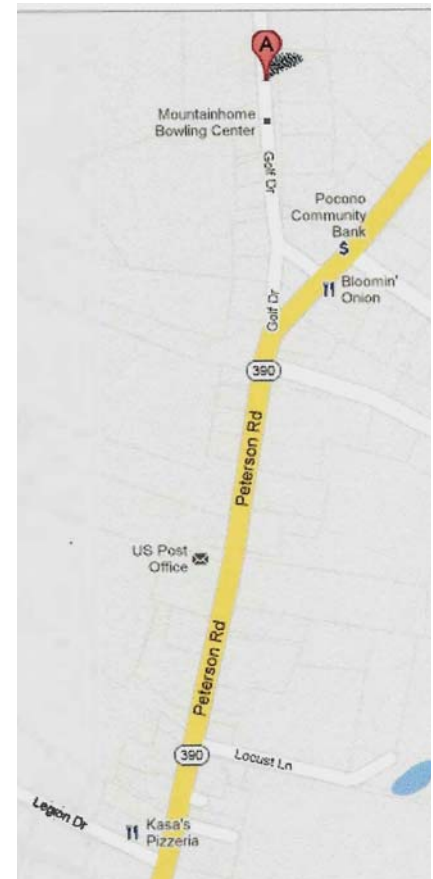 A
Mountainhome
Bowling Center
Golf Dr
Pocono
Community
Bank
$
Bloomin'
Onion
Golf Dr
390
Peterson Rd
US Post
Office
Peterson Rd
390
Locust Ln
Legion Dr
Kasa's
Pizzeria